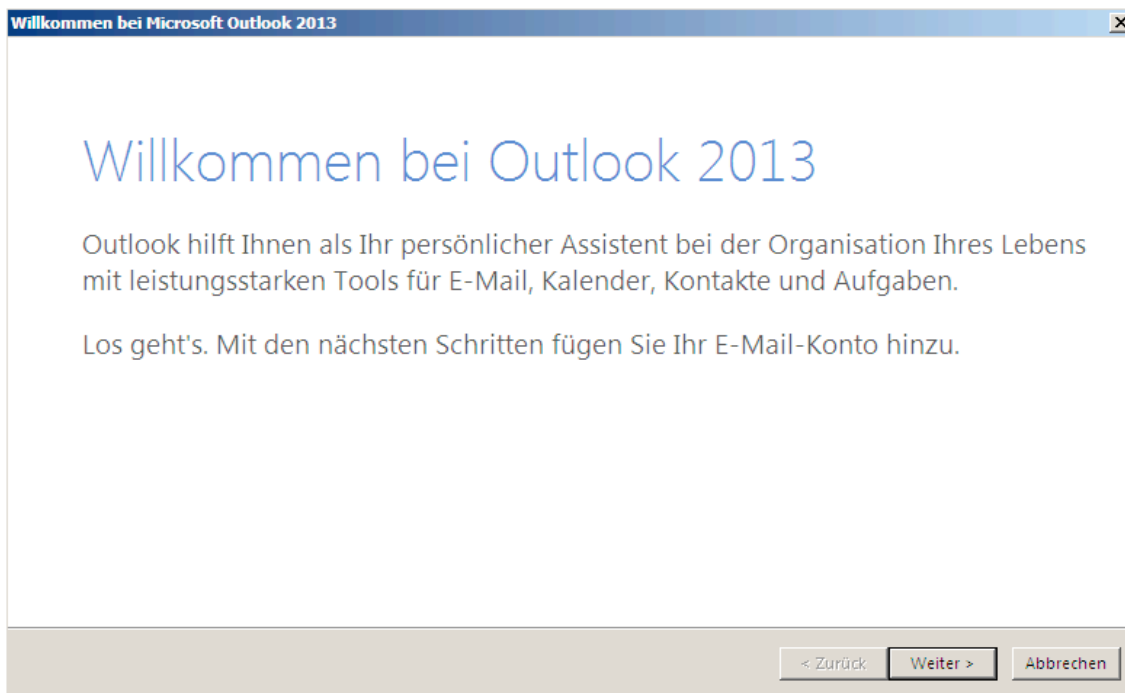 Willkommen bei Microsoft Outlook 2013
Willkommen bei Outlook 2013
Outlook hilft Ihnen als Ihr persönlicher Assistent bei der Organisation Ihres Lebens
mit leistungsstarken Tools für E-Mail, Kalender, Kontakte und Aufgaben.
Los geht's. Mit den nächsten Schritten fügen Sie Ihr E-Mail-Konto hinzu.
< Zurück Weiter > Abbrechen